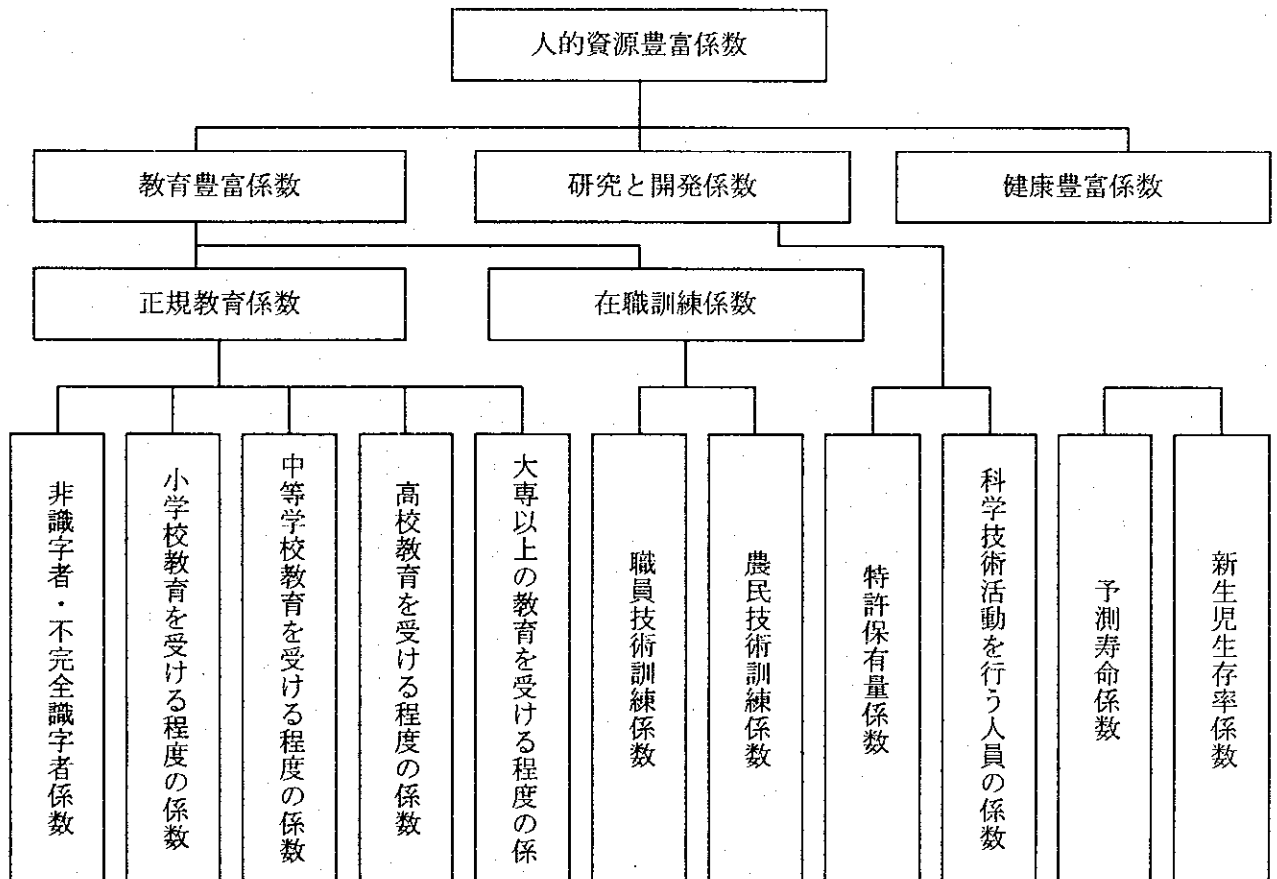 人的資源豊富係数
教育豊富係数
研究と開発係数
健康豊富係数
正規教育係数
在職訓練係数
非識字者・不完全識字者係数
小学校教育を受ける程度の係数
中等学校教育を受ける程度の係数
高校教育を受ける程度の係数
大専以上の教育を受ける程度の係
職員技術訓練係数
農民技術訓練係数
特許保有量係数
科学技術活動を行う人員の係数
予測寿命係数
新生児生存率係数